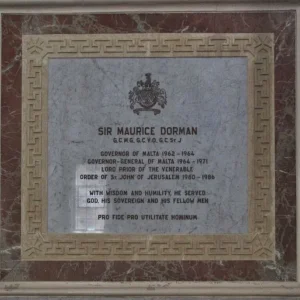 SIR MAURICE DORMAN
G.C.M.G. G.C.V.O. G.C.St.J
GOVERNOR OF MALTA 1962 - 1964
GOVERNOR-GENERAL OF MALTA 1964 - 1971
LORD PRIOR OF THE VENERABLE
ORDER OF St JOHN OF JERUSALEM 1980 - 1986
WITH WISDOM AND HUMILITY HE SERVED
GOD, HIS SOVEREIGN AND HIS FELLOW MEN
PRO FIDE PRO UTILITATE HOMINUM